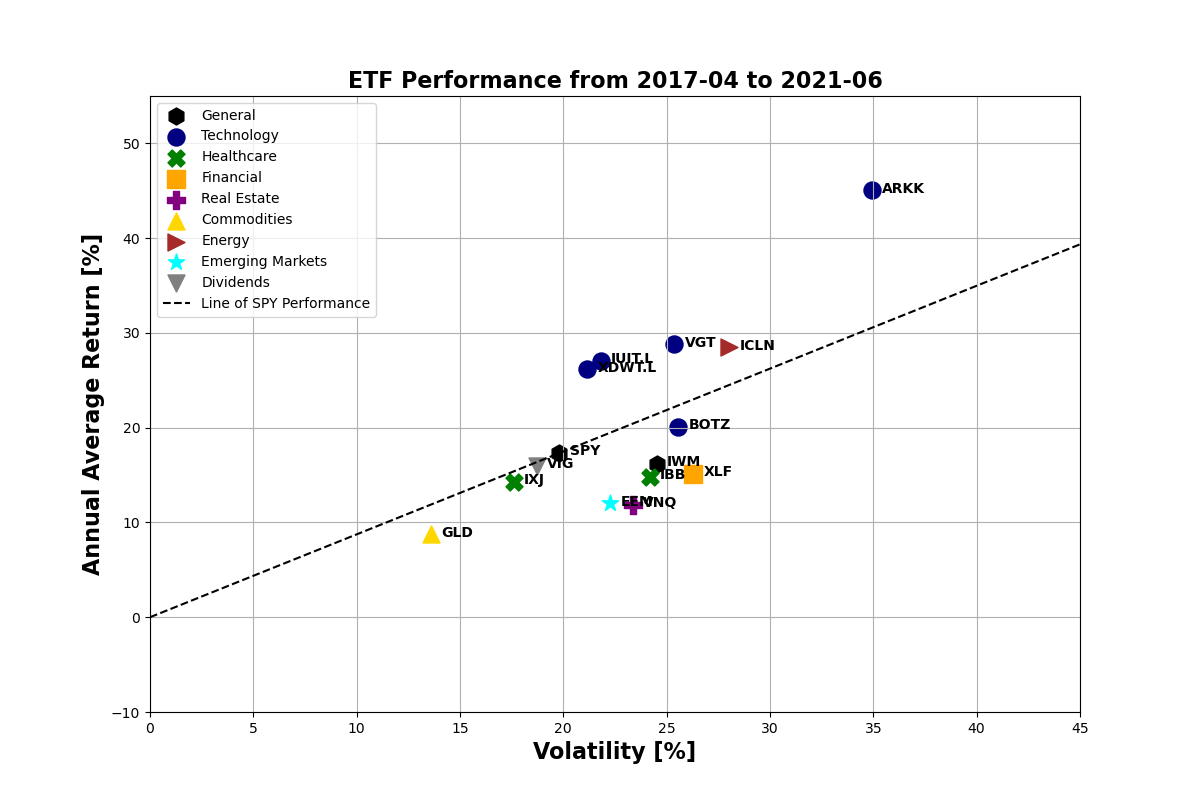 ETF Performance from 2017-04 to 2021-06
General
Technology
Healthcare
Financial
Real Estate
Commodities
Energy
Emerging Markets
Dividends
Line of SPY Performance
Annual Average Return [%]
50
40
30
20
10
0
−10
ARKK
VGT
ICLN
IUIT.L
XDWT.L
BOTZ
SPY
VIG
IWM
XLF
IBB
IXJ
EEM
VNQ
GLD
0
5
10
15
20
25
30
35
40
45
Volatility [%]